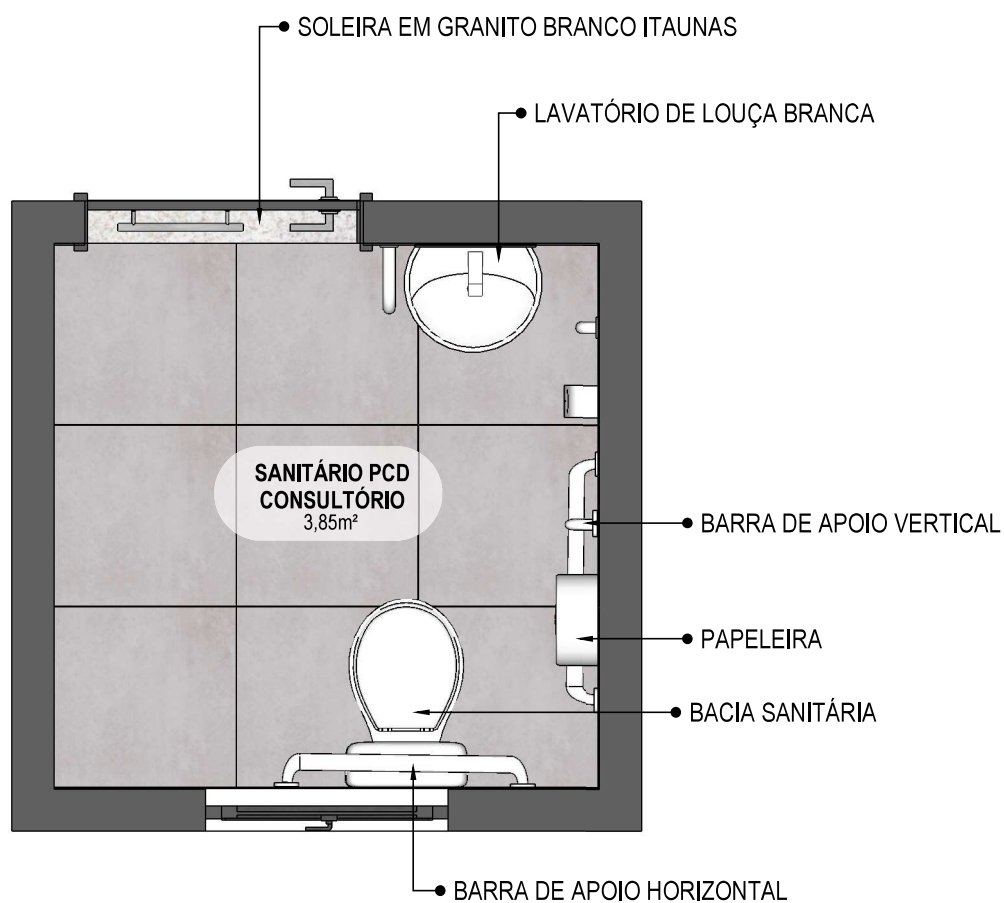 SOLEIRA EM GRANITO BRANCO ITAUNAS
LAVATÓRIO DE LOUÇA BRANCA
SANITÁRIO PCD
CONSULTÓRIO
3,85m²
BARRA DE APOIO VERTICAL
PAPELEIRA
BACIA SANITÁRIA
BARRA DE APOIO HORIZONTAL